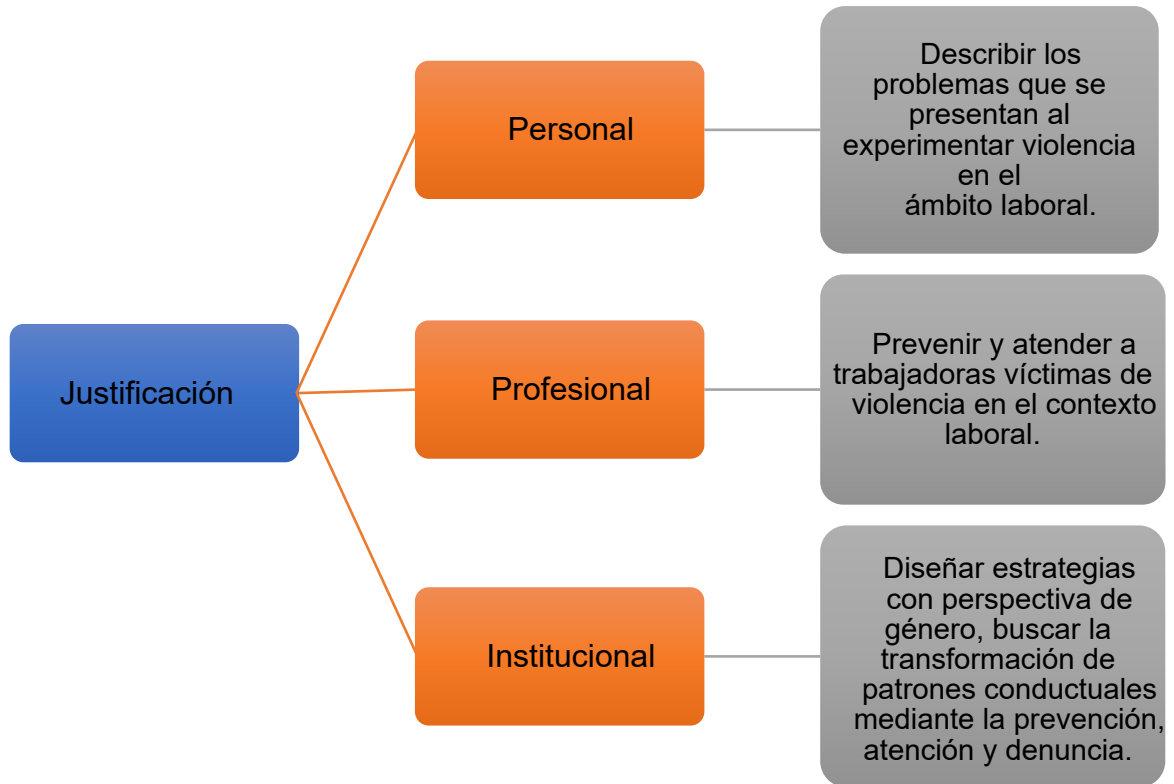 Justificación
Personal
Describir los
problemas que se
presentan al
experimentar violencia
en el
ámbito laboral.
Profesional
Prevenir y atender a
trabajadoras víctimas de
violencia en el contexto
laboral.
Institucional
Diseñar estrategias
con perspectiva de
género, buscar la
transformación de
patrones conductuales
mediante la prevención,
atención y denuncia.